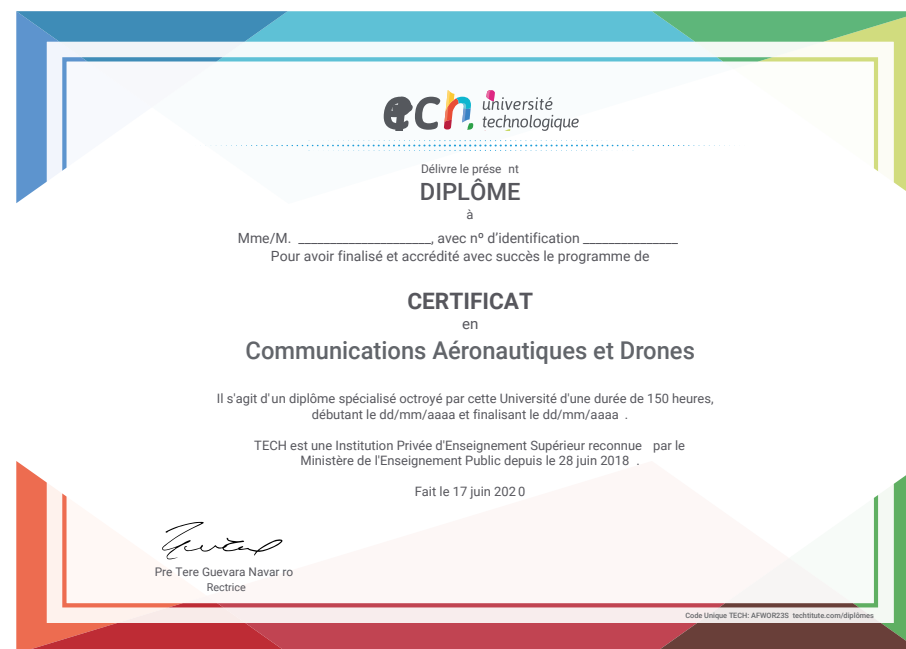 tech université
technologique
Délivre le présent
DIPLÔME
à
Mme/M. _____________________, avec nº d'identification _______________
Pour avoir finalisé et accrédité avec succès le programme de
CERTIFICAT
en
Communications Aéronautiques et Drones
Il s'agit d'un diplôme spécialisé octroyé par cette Université d'une durée de 150 heures,
débutant le dd/mm/aaaa et finalisant le dd/mm/aaaa .
TECH est une Institution Privée d'Enseignement Supérieur reconnue par le
Ministère de l'Enseignement Public depuis le 28 juin 2018 .
Fait le 17 juin 2020
Pre Tere Guevara Navarro
Rectrice
Code Unique TECH: AFWOR23S techtitute.com/diplômes